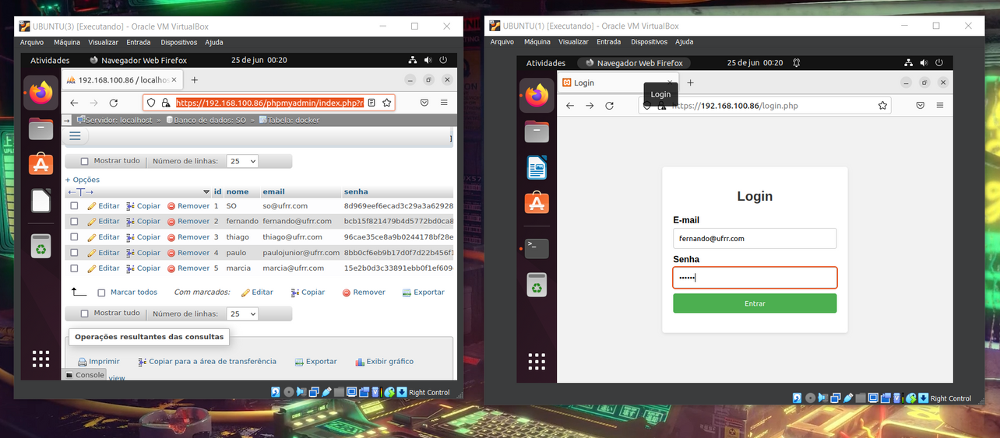 UBUNTU(3) [Executando] - Oracle VM VirtualBox
Arquivo Máquina Visualizar Entrada Dispositivos Ajuda
Atividades Navegador Web Firefox 25 de jun 00:20
192.168.100.86 / localhos
https://192.168.100.86/phpmyadmin/index.php?r
Servidor: localhost » Banco de dados: SO » Tabela: docker
Mostrar tudo Número de linhas: 25
+ Opções
id nome email senha
Editar Copiar Remover 1 SO so@ufrr.com 8d969eef6ecad3c29a3a62928
Editar Copiar Remover 2 fernando fernando@ufrr.com bcb15f821479b4d5772bd0ca8
Editar Copiar Remover 3 thiago thiago@ufrr.com 96cae35ce8a9b0244178bf28e
Editar Copiar Remover 4 paulo paulojunior@ufrr.com 8bb0cf6eb9b17d0f7d22b456f1
Editar Copiar Remover 5 marcia marcia@ufrr.com 15e2b0d3c33891ebb0f1ef609
Marcar todos Com marcados: Editar Copiar Remover Exportar
Mostrar tudo Número de linhas: 25
Operações resultantes das consultas
Imprimir Copiar para a área de transferência Exportar Exibir gráfico
Console view
Right Control
UBUNTU(1) [Executando] - Oracle VM VirtualBox
Arquivo Máquina Visualizar Entrada Dispositivos Ajuda
Atividades Navegador Web Firefox 25 de jun 00:20
Login
Login
https://192.168.100.86/login.php
Login
E-mail
fernando@ufrr.com
Senha
••••••
Entrar
Right Control